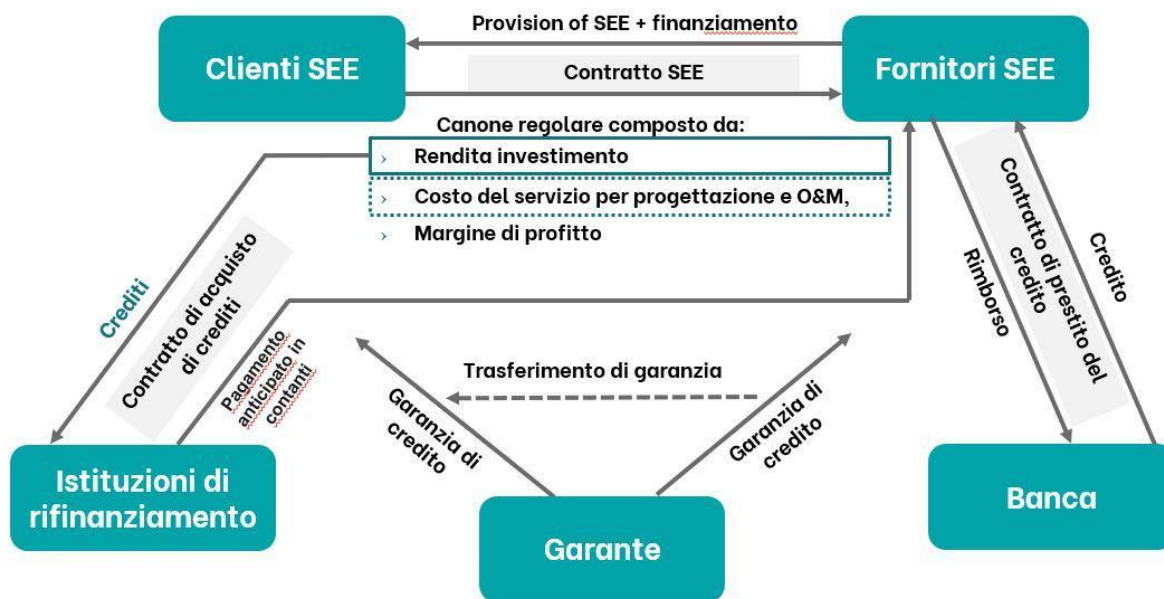 Provision of SEE + finanziamento
Clienti SEE
Contratto SEE
Fornitori SEE
Canone regolare composto da:
› Rendita investimento
› Costo del servizio per progettazione e O&M,
› Margine di profitto
Crediti
Contratto di acquisto
di crediti
Pagamento
anticipato in
contanti
Trasferimento di garanzia
Garanzia di
credito
Garanzia di
credito
Rimborso
Contratto di prestito del
credito
Credito
Istituzioni di
rifinanziamento
Garante
Banca